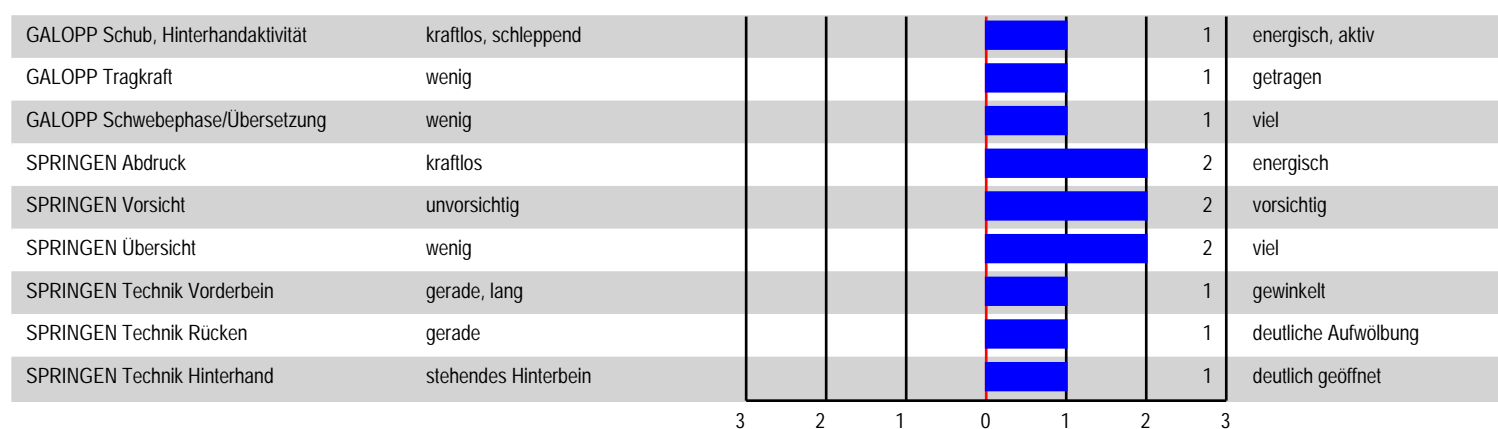 GALOPP Schub, Hinterhandaktivität kraftlos, schleppend 1 energisch, aktiv
GALOPP Tragkraft wenig 1 getragen
GALOPP Schwebephase/Übersetzung wenig 1 viel
SPRINGEN Abdruck kraftlos 2 energisch
SPRINGEN Vorsicht unvorsichtig 2 vorsichtig
SPRINGEN Übersicht wenig 2 viel
SPRINGEN Technik Vorderbein gerade, lang 1 gewinkelt
SPRINGEN Technik Rücken gerade 1 deutliche Aufwölbung
SPRINGEN Technik Hinterhand stehendes Hinterbein 1 deutlich geöffnet
3 2 1 0 1 2 3